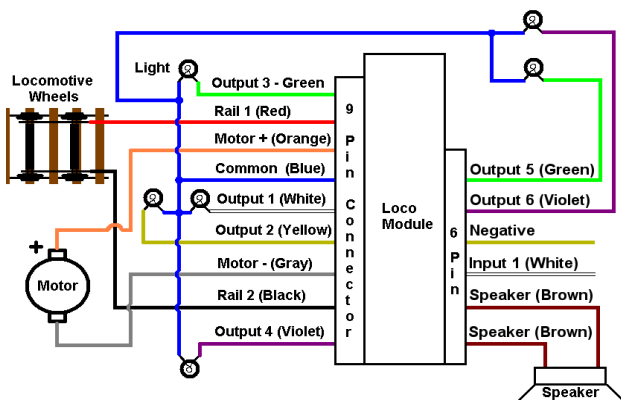 Locomotive
Wheels
Light
Output 3 - Green
Rail 1 (Red)
Motor + (Orange)
Common (Blue)
Output 1 (White)
Output 2 (Yellow)
Motor - (Gray)
Rail 2 (Black)
Output 4 (Violet)
+
Motor
9 Pin Connector
Loco
Module
6 Pin
Output 5 (Green)
Output 6 (Violet)
Negative
Input 1 (White)
Speaker (Brown)
Speaker (Brown)
Speaker